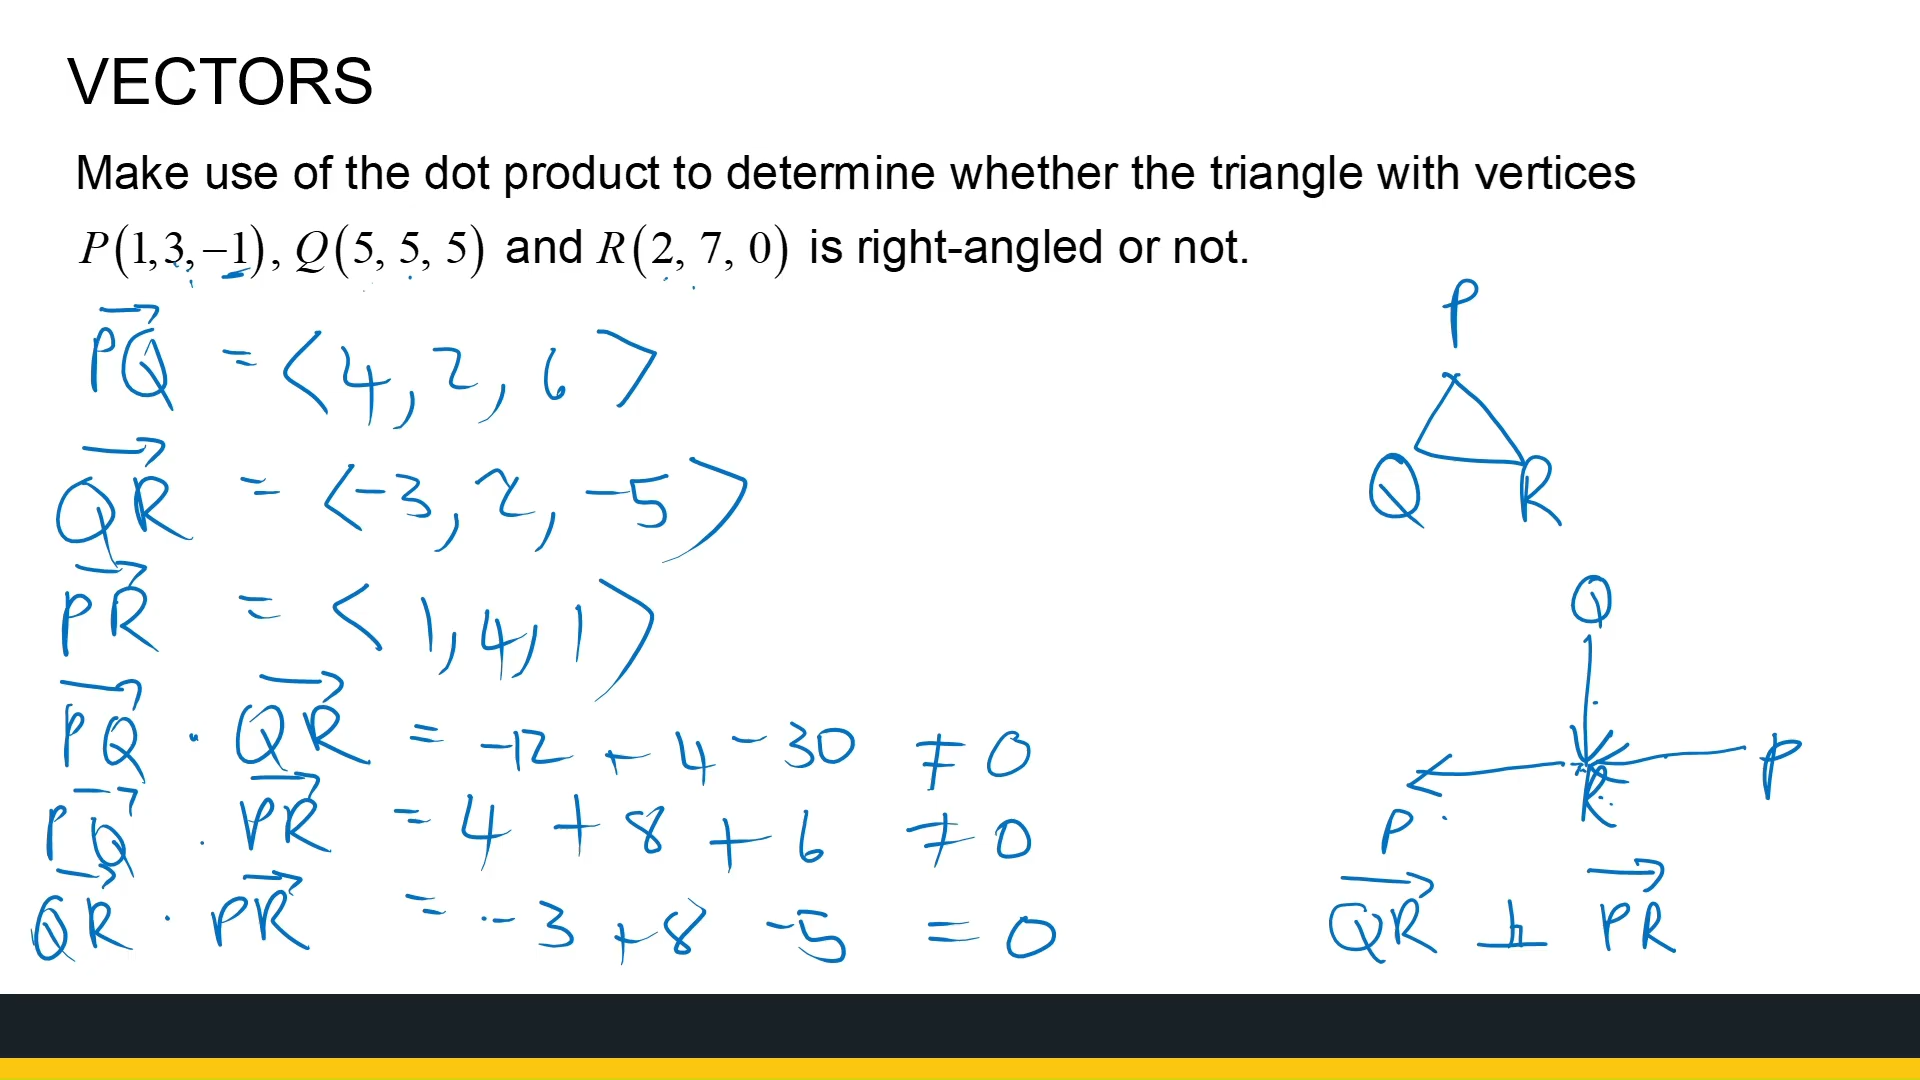 VECTORS
Make use of the dot product to determine whether the triangle with vertices
P(1,3,−1), Q(5, 5, 5) and R(2, 7, 0) is right-angled or not.
P
PQ = <4, 2, 6>
Q R
QR = <-3, 2, -5>
Q
PR = <1, 4, 1>
PQ · QR = -12 + 4 - 30 ≠ 0
P
R
PQ · PR = 4 + 8 + 6 ≠ 0
P
QR · PR = -3 + 8 - 5 = 0
QR ⊥ PR